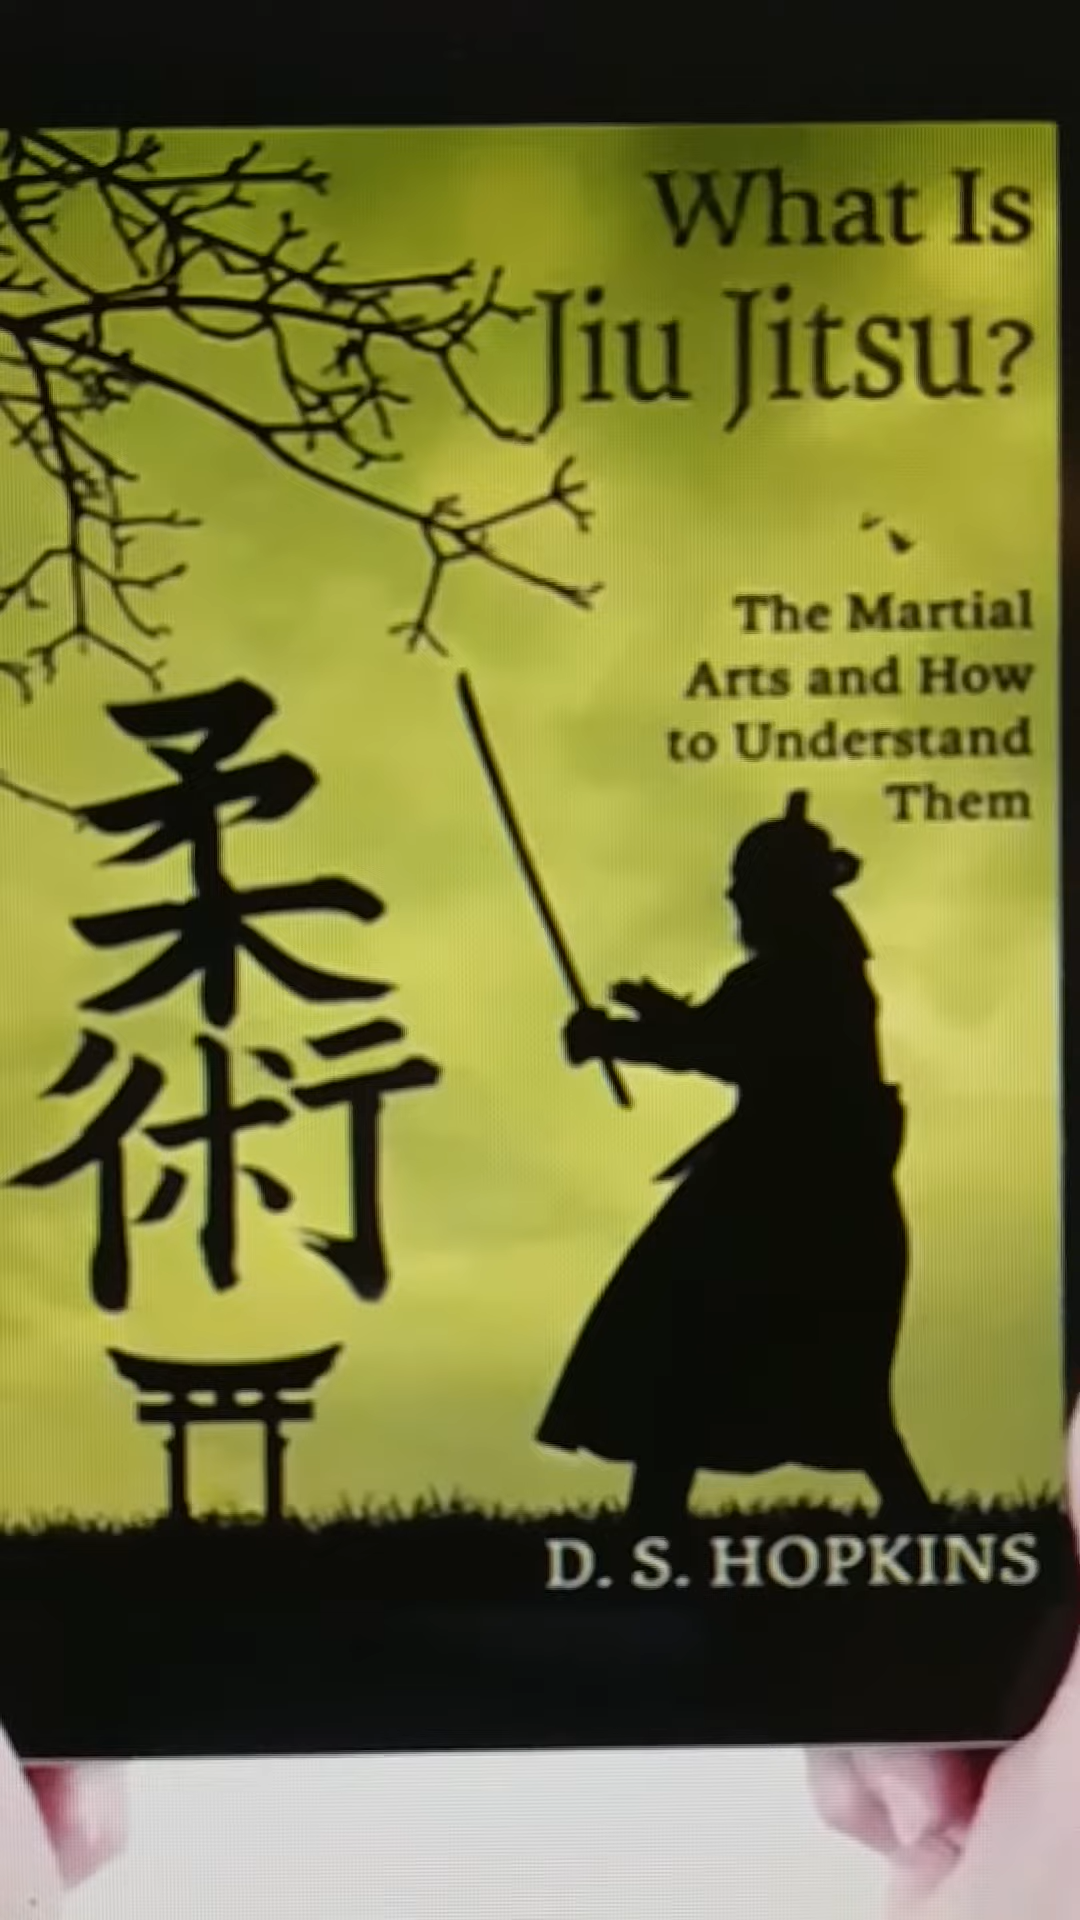 What Is
Jiu Jitsu?
The Martial
Arts and How
to Understand
Them
柔
術
D. S. HOPKINS